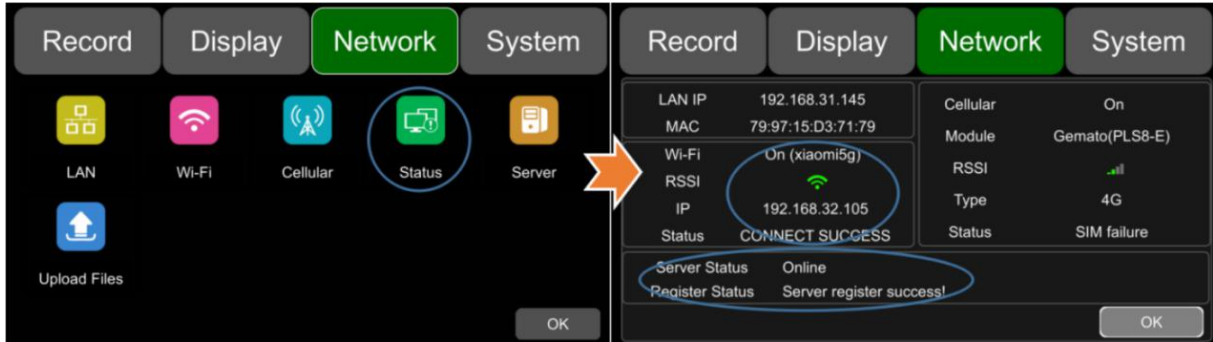 Record Display Network System
LAN Wi-Fi Cellular Status Server
Upload Files
OK
Record Display Network System
LAN IP 192.168.31.145
MAC 79:97:15:D3:71:79
Wi-Fi On (xiaomi5g)
RSSI
IP 192.168.32.105
Status CONNECT SUCCESS
Cellular On
Module Gemato(PLS8-E)
RSSI
Type 4G
Status SIM failure
Server Status Online
Register Status Server register success!
OK